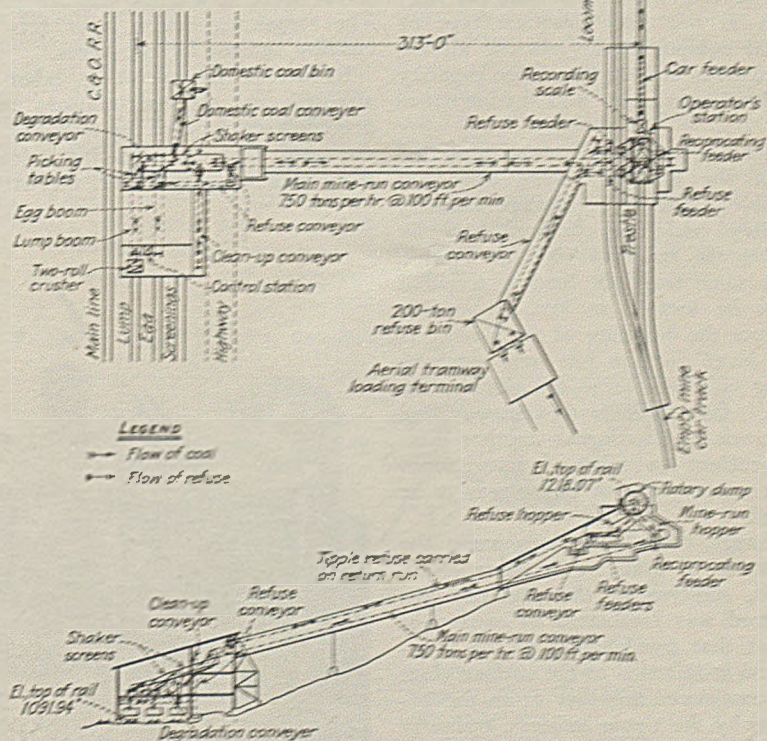 C.& O. R.R.
313'-0"
Domestic coal bin
Domestic coal conveyer
Shaker screens
Degradation
conveyor
Picking
tables
Egg boom
Lump boom
Two-roll
crusher
Main line
Lump
Egg
Screenings
Highway
Main mine-run conveyor
750 tons per hr. @ 100 ft. per min
Refuse conveyor
Clean-up conveyor
Control station
Recording
scale
Refuse feeder
Car feeder
Operator's
station
Reciprocating
feeder
Refuse
feeder
Trestle
Refuse
conveyor
200-ton
refuse bin
Aerial tramway
loading terminal
Empty mine
car track
LEGEND
Flow of coal
Flow of refuse
El., top of rail
1218.07"
Rotary dump
Refuse hopper
Mine-run
hopper
Reciprocating
feeder
Refuse
conveyor
Refuse
feeders
Tipple refuse carried
on return run
Clean-up
conveyor
Refuse
conveyor
Shaker
screens
Main mine-run conveyor
750 tons per hr. @ 100 ft. per min.
El., top of rail
1091.94"
Degradation conveyer